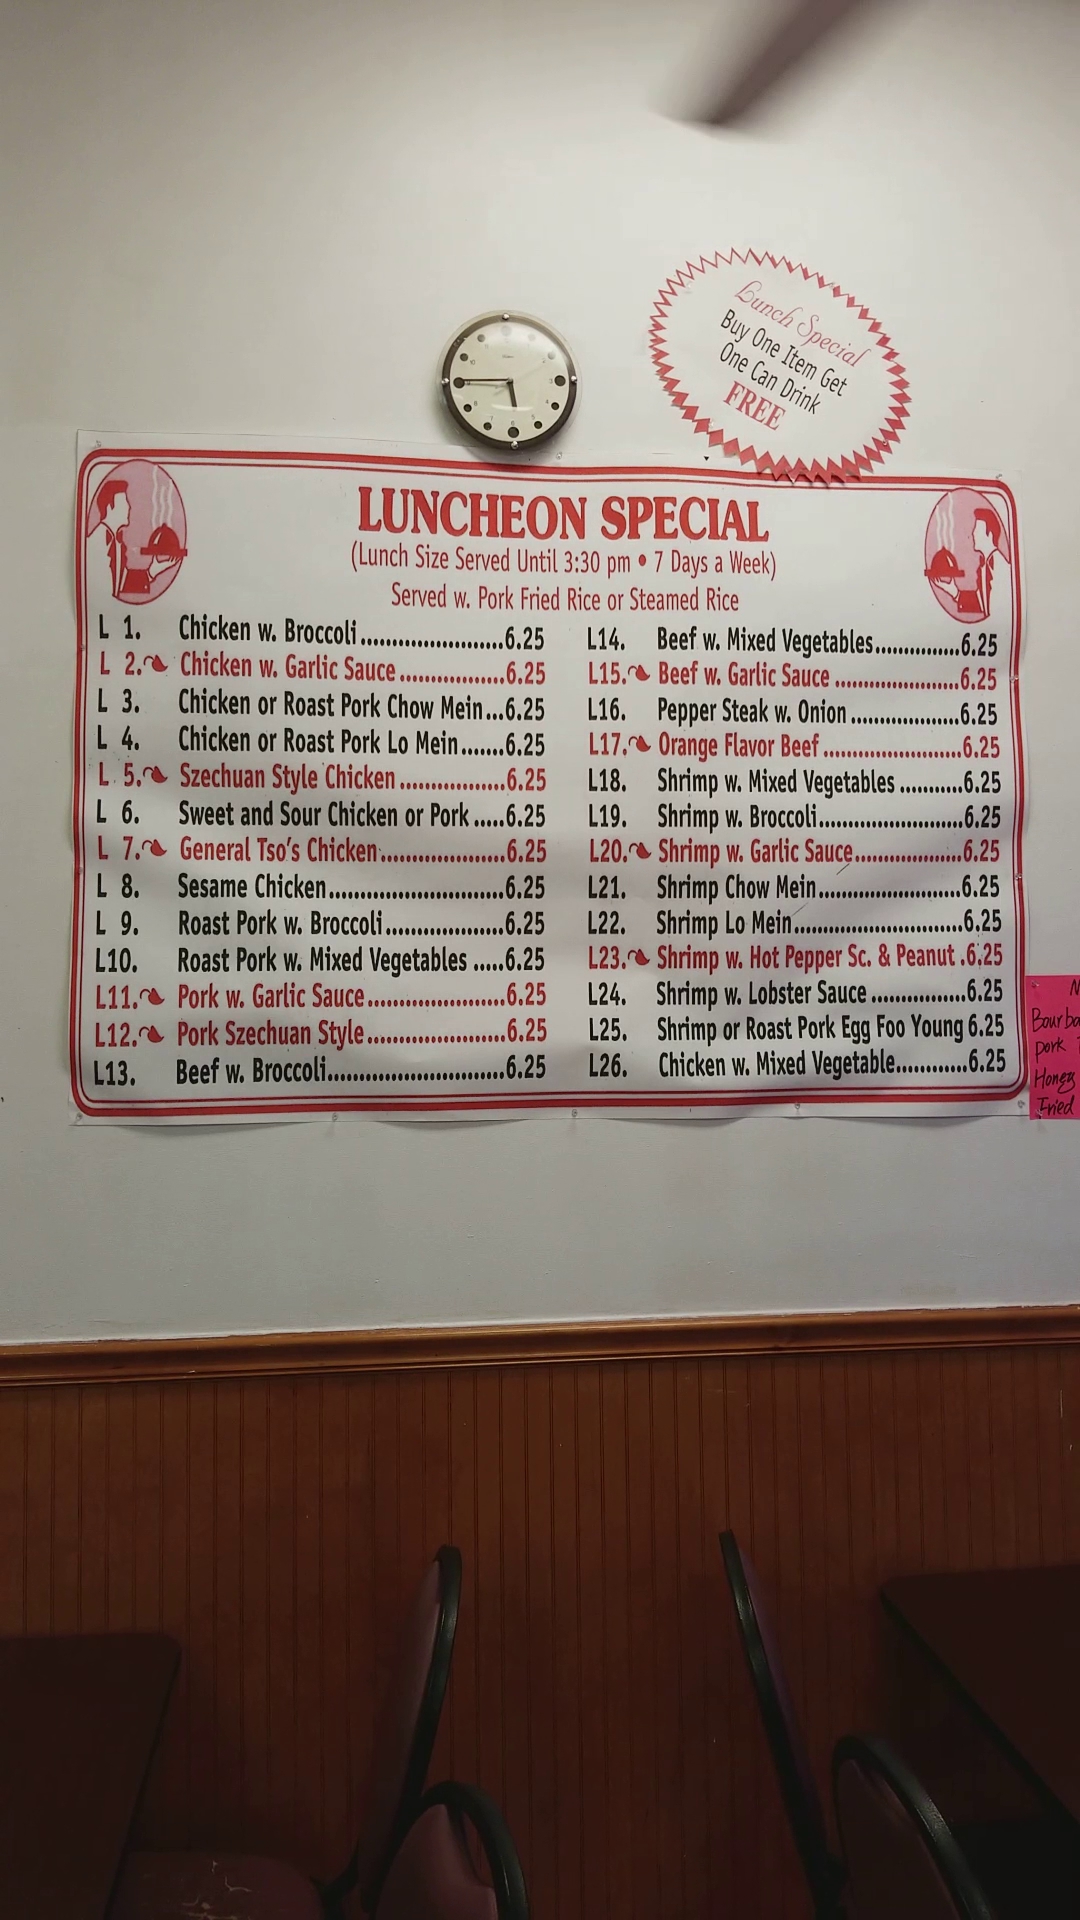 Lunch Special
Buy One Item Get
One Can Drink
FREE
LUNCHEON SPECIAL
(Lunch Size Served Until 3:30 pm • 7 Days a Week)
Served w. Pork Fried Rice or Steamed Rice
L 1. Chicken w. Broccoli......................6.25
L 2. Chicken w. Garlic Sauce.................6.25
L 3. Chicken or Roast Pork Chow Mein...6.25
L 4. Chicken or Roast Pork Lo Mein.......6.25
L 5. Szechuan Style Chicken.................6.25
L 6. Sweet and Sour Chicken or Pork.....6.25
L 7. General Tso's Chicken....................6.25
L 8. Sesame Chicken............................6.25
L 9. Roast Pork w. Broccoli...................6.25
L10. Roast Pork w. Mixed Vegetables.....6.25
L11. Pork w. Garlic Sauce......................6.25
L12. Pork Szechuan Style......................6.25
L13. Beef w. Broccoli............................6.25
L14. Beef w. Mixed Vegetables..............6.25
L15. Beef w. Garlic Sauce.....................6.25
L16. Pepper Steak w. Onion..................6.25
L17. Orange Flavor Beef.......................6.25
L18. Shrimp w. Mixed Vegetables...........6.25
L19. Shrimp w. Broccoli........................6.25
L20. Shrimp w. Garlic Sauce..................6.25
L21. Shrimp Chow Mein........................6.25
L22. Shrimp Lo Mein............................6.25
L23. Shrimp w. Hot Pepper Sc. & Peanut.6.25
L24. Shrimp w. Lobster Sauce................6.25
L25. Shrimp or Roast Pork Egg Foo Young 6.25
L26. Chicken w. Mixed Vegetable............6.25
pork
Honey
Fried